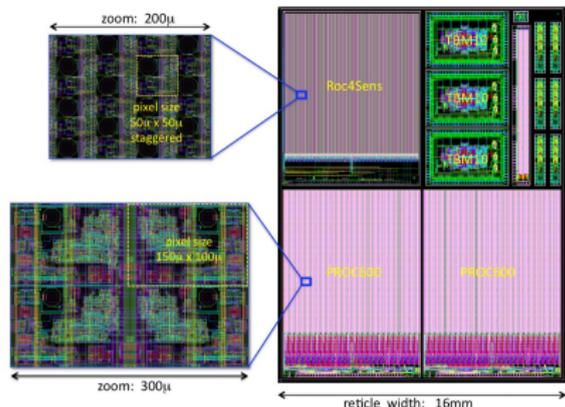 zoom: 200μ
pixel size
50μ x 50μ
staggered
Roc4Sens
TBM10
TBM10
TBM10
pixel size
150μ x 100μ
PROC600
PROC600
zoom: 300μ
reticle width: 16mm